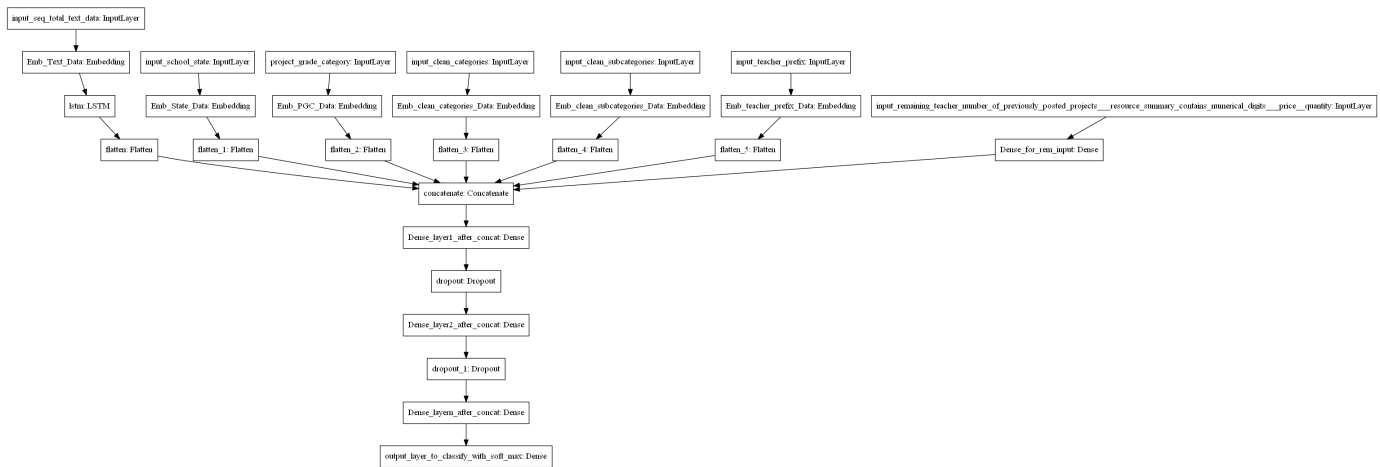 input_seq_total_text_data: InputLayer
Emb_Text_Data: Embedding
input_school_state: InputLayer
project_grade_category: InputLayer
input_clean_categories: InputLayer
input_clean_subcategories: InputLayer
input_teacher_prefix: InputLayer
lstm: LSTM
Emb_State_Data: Embedding
Emb_PGC_Data: Embedding
Emb_clean_categories_Data: Embedding
Emb_clean_subcategories_Data: Embedding
Emb_teacher_prefix_Data: Embedding
input_remaining_teacher_number_of_previously_posted_projects___resource_summary_contains_numerical_digits___price__quantity: InputLayer
flatten: Flatten
flatten_1: Flatten
flatten_2: Flatten
flatten_3: Flatten
flatten_4: Flatten
flatten_5: Flatten
Dense_for_rem_input: Dense
concatenate: Concatenate
Dense_layer1_after_concat: Dense
dropout: Dropout
Dense_layer2_after_concat: Dense
dropout_1: Dropout
Dense_layern_after_concat: Dense
output_layer_to_classify_with_soft_max: Dense